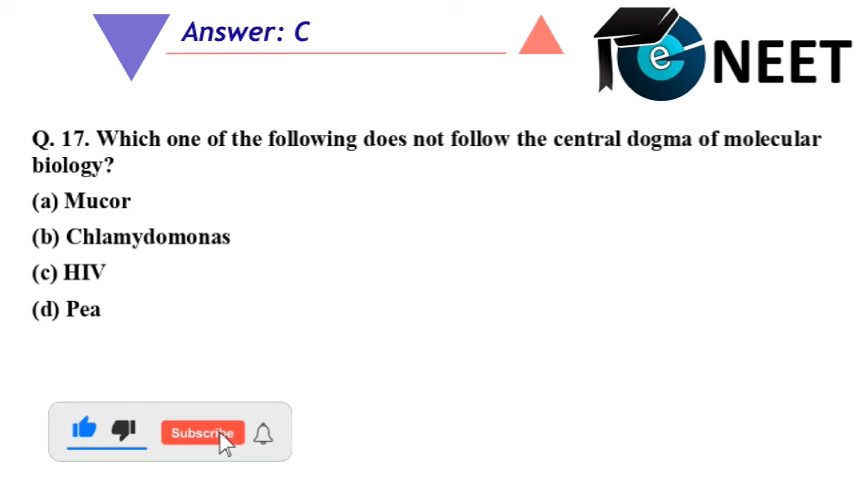 Answer: C
e NEET
Q. 17. Which one of the following does not follow the central dogma of molecular
biology?
(a) Mucor
(b) Chlamydomonas
(c) HIV
(d) Pea
Subscribe